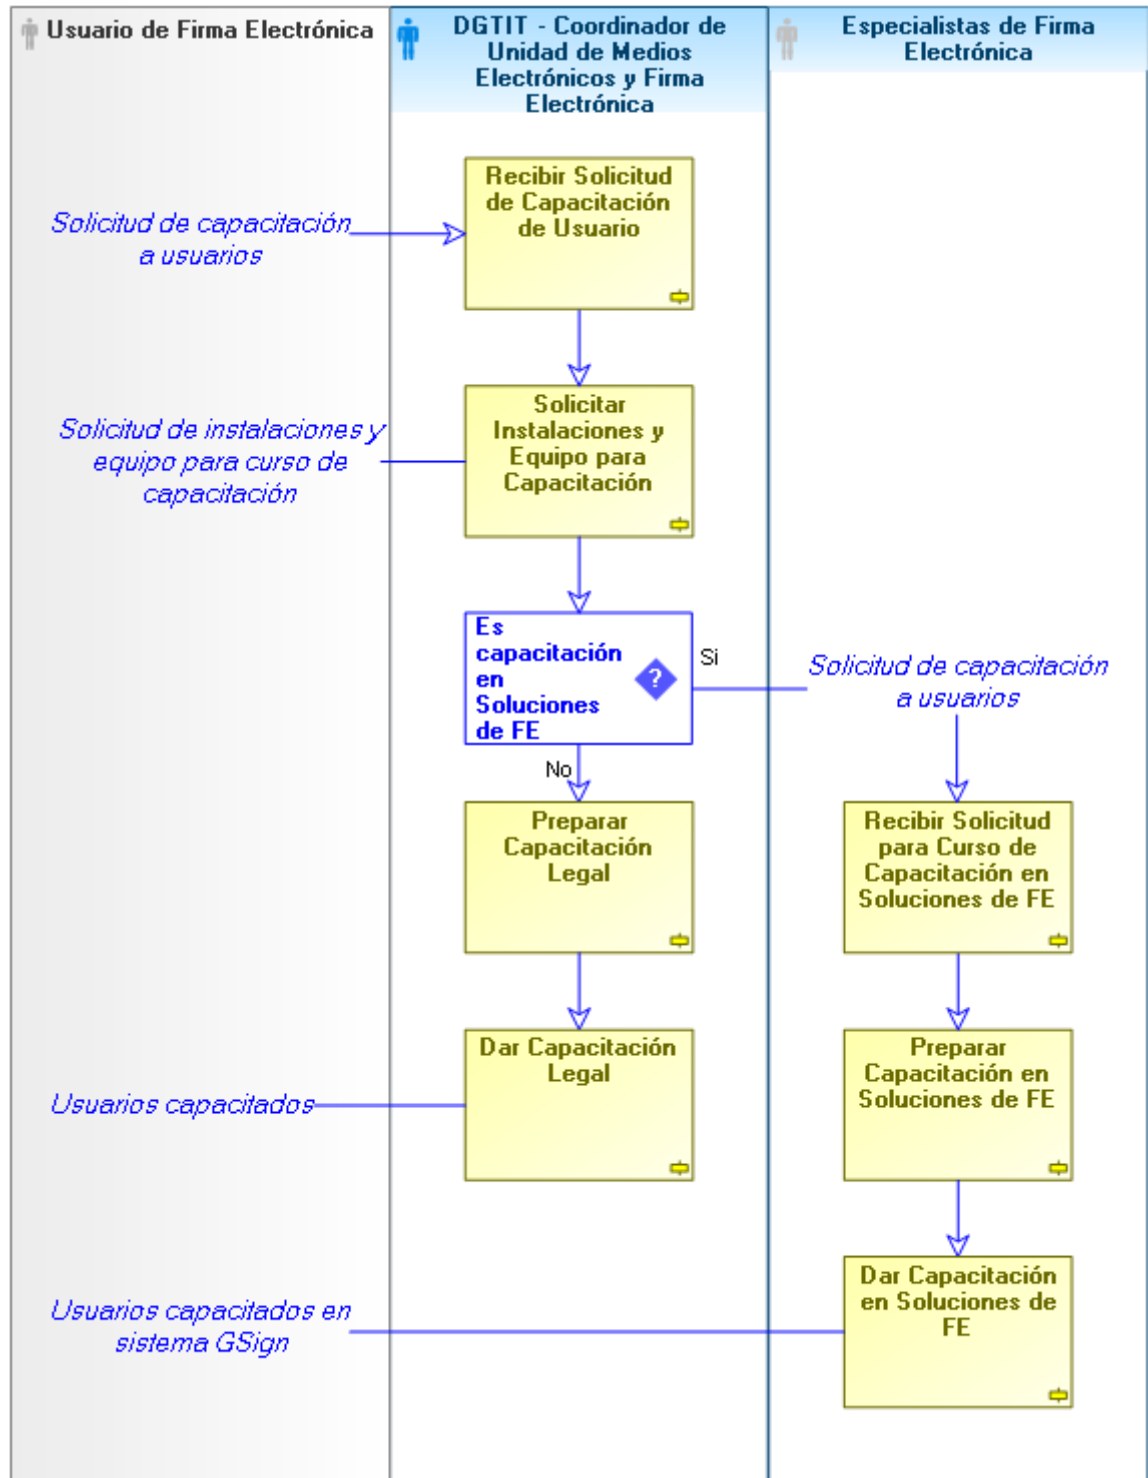 Usuario de Firma Electrónica
DGTIT - Coordinador de
Unidad de Medios
Electrónicos y Firma
Electrónica
Especialistas de Firma
Electrónica
Recibir Solicitud
de Capacitación
de Usuario
Solicitud de capacitación
a usuarios
Solicitar
Instalaciones y
Equipo para
Capacitación
Solicitud de instalaciones y
equipo para curso de
capacitación
Es
capacitación
en
Soluciones
de FE
?
Si
No
Solicitud de capacitación
a usuarios
Preparar
Capacitación
Legal
Recibir Solicitud
para Curso de
Capacitación en
Soluciones de FE
Dar Capacitación
Legal
Usuarios capacitados
Preparar
Capacitación en
Soluciones de FE
Dar Capacitación
en Soluciones de
FE
Usuarios capacitados en
sistema GSign